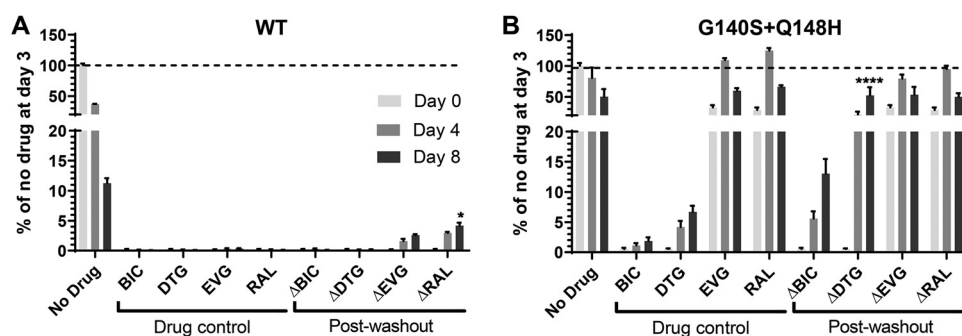 A
WT
% of no drug at day 3
150
100
50
20
15
10
5
0
Day 0
Day 4
Day 8
*
No Drug
BIC
DTG
EVG
RAL
ΔBIC
ΔDTG
ΔEVG
ΔRAL
Drug control
Post-washout
B
G140S+Q148H
% of no drug at day 3
150
100
50
20
15
10
5
0
****
No Drug
BIC
DTG
EVG
RAL
ΔBIC
ΔDTG
ΔEVG
ΔRAL
Drug control
Post-washout